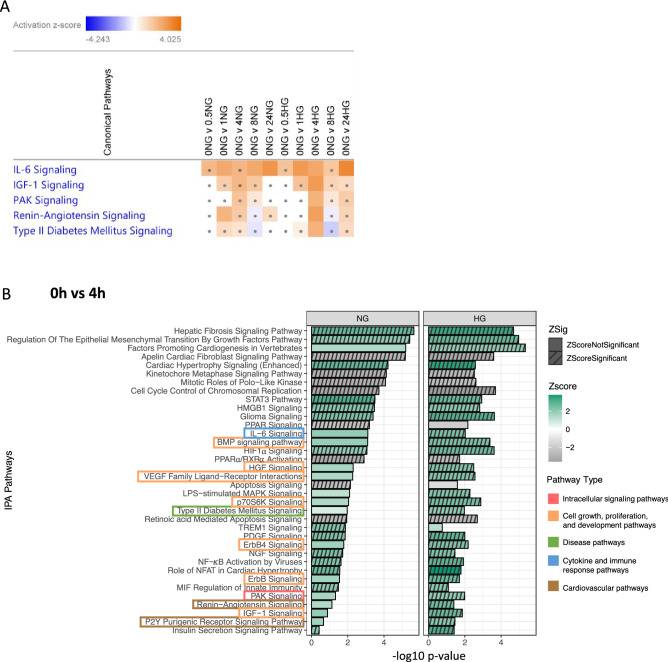 A
Activation z-score
-4.243 4.025
Canonical Pathways
0NG v 0.5NG
0NG v 1NG
0NG v 4NG
0NG v 8NG
0NG v 24NG
0NG v 0.5HG
0NG v 1HG
0NG v 4HG
0NG v 8HG
0NG v 24HG
IL-6 Signaling
IGF-1 Signaling
PAK Signaling
Renin-Angiotensin Signaling
Type II Diabetes Mellitus Signaling
B 0h vs 4h
NG HG
IPA Pathways
Hepatic Fibrosis Signaling Pathway
Regulation Of The Epithelial Mesenchymal Transition By Growth Factors Pathway
Factors Promoting Cardiogenesis in Vertebrates
Apelin Cardiac Fibroblast Signaling Pathway
Cardiac Hypertrophy Signaling (Enhanced)
Kinetochore Metaphase Signaling Pathway
Mitotic Roles of Polo-Like Kinase
Cell Cycle Control of Chromosomal Replication
STAT3 Pathway
HMGB1 Signaling
Glioma Signaling
PPAR Signaling
IL-6 Signaling
BMP signaling pathway
HIF1α Signaling
PPARα/RXRα Activation
HGF Signaling
VEGF Family Ligand-Receptor Interactions
Apoptosis Signaling
LPS-stimulated MAPK Signaling
p70S6K Signaling
Type II Diabetes Mellitus Signaling
Retinoic acid Mediated Apoptosis Signaling
TREM1 Signaling
PDGF Signaling
ErbB4 Signaling
NGF Signaling
NF-κB Activation by Viruses
Role of NFAT in Cardiac Hypertrophy
ErbB Signaling
MIF Regulation of Innate Immunity
PAK Signaling
Renin-Angiotensin Signaling
IGF-1 Signaling
P2Y Purigenic Receptor Signaling Pathway
Insulin Secretion Signaling Pathway
0 2 4 6 0 2 4 6
-log10 p-value
ZSig
ZScoreNotSignificant
ZScoreSignificant
Zscore
2
0
-2
Pathway Type
Intracellular signaling pathways
Cell growth, proliferation,
and development pathways
Disease pathways
Cytokine and immune
response pathways
Cardiovascular pathways